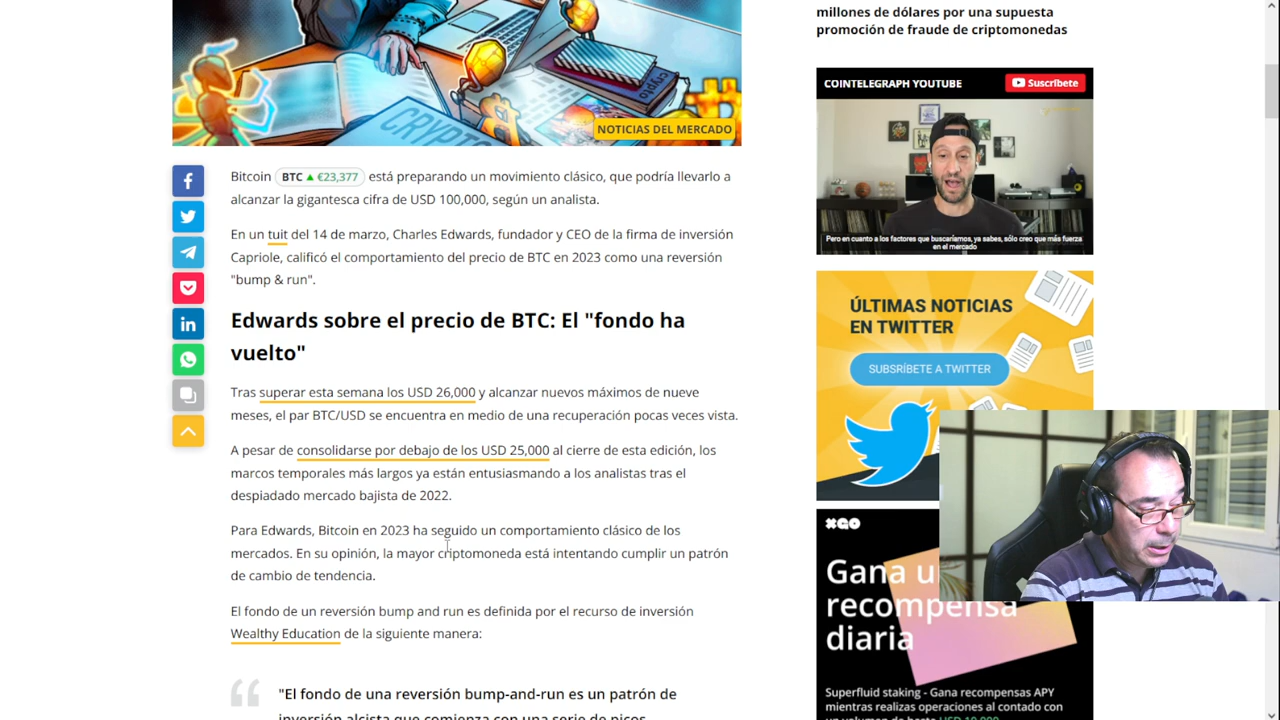 millones de dólares por una supuesta
promoción de fraude de criptomonedas
CRYPTO
NOTICIAS DEL MERCADO
COINTELEGRAPH YOUTUBE
Suscríbete
Pero en cuanto a los factores que buscaríamos, ya sabes, sólo creo que más fuerza
en el mercado
Bitcoin BTC ▲ €23,377 está preparando un movimiento clásico, que podría llevarlo a
alcanzar la gigantesca cifra de USD 100,000, según un analista.
En un tuit del 14 de marzo, Charles Edwards, fundador y CEO de la firma de inversión
Capriole, calificó el comportamiento del precio de BTC en 2023 como una reversión
"bump & run".
Edwards sobre el precio de BTC: El "fondo ha
vuelto"
Tras superar esta semana los USD 26,000 y alcanzar nuevos máximos de nueve
meses, el par BTC/USD se encuentra en medio de una recuperación pocas veces vista.
A pesar de consolidarse por debajo de los USD 25,000 al cierre de esta edición, los
marcos temporales más largos ya están entusiasmando a los analistas tras el
despiadado mercado bajista de 2022.
Para Edwards, Bitcoin en 2023 ha seguido un comportamiento clásico de los
mercados. En su opinión, la mayor criptomoneda está intentando cumplir un patrón
de cambio de tendencia.
El fondo de un reversión bump and run es definida por el recurso de inversión
Wealthy Education de la siguiente manera:
"El fondo de una reversión bump-and-run es un patrón de
inversión alcista que comienza con una serie de picos
ÚLTIMAS NOTICIAS
EN TWITTER
SUBSRÍBETE A TWITTER
Gana u
recompensa
diaria
Superfluid staking - Gana recompensas APY
mientras realizas operaciones al contado con
un volumen de hasta USD 10,000